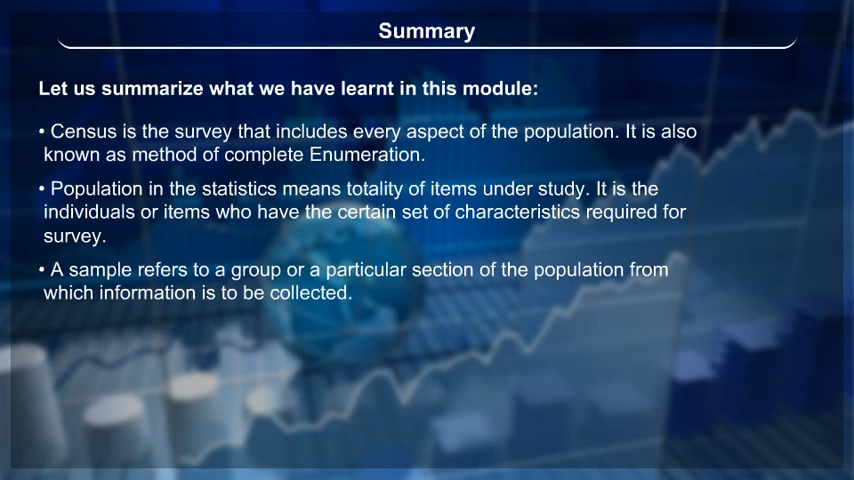 Summary
Let us summarize what we have learnt in this module:
• Census is the survey that includes every aspect of the population. It is also
known as method of complete Enumeration.
• Population in the statistics means totality of items under study. It is the
individuals or items who have the certain set of characteristics required for
survey.
• A sample refers to a group or a particular section of the population from
which information is to be collected.